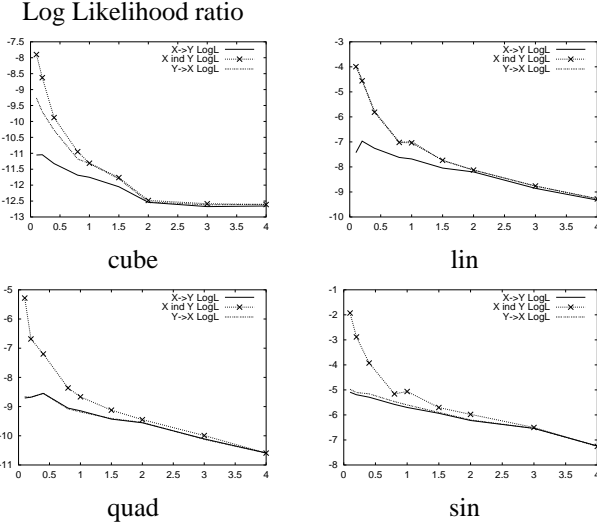 Log Likelihood ratio
-7.5
-8
-8.5
-9
-9.5
-10
-10.5
-11
-11.5
-12
-12.5
-13
0 0.5 1 1.5 2 2.5 3 3.5 4
X->Y LogL
X ind Y LogL
Y->X LogL
cube
-3
-4
-5
-6
-7
-8
-9
-10
0 0.5 1 1.5 2 2.5 3 3.5 4
X->Y LogL
X ind Y LogL
Y->X LogL
lin
-5
-6
-7
-8
-9
-10
-11
0 0.5 1 1.5 2 2.5 3 3.5 4
X->Y LogL
X ind Y LogL
Y->X LogL
quad
-1
-2
-3
-4
-5
-6
-7
-8
0 0.5 1 1.5 2 2.5 3 3.5 4
X->Y LogL
X ind Y LogL
Y->X LogL
sin